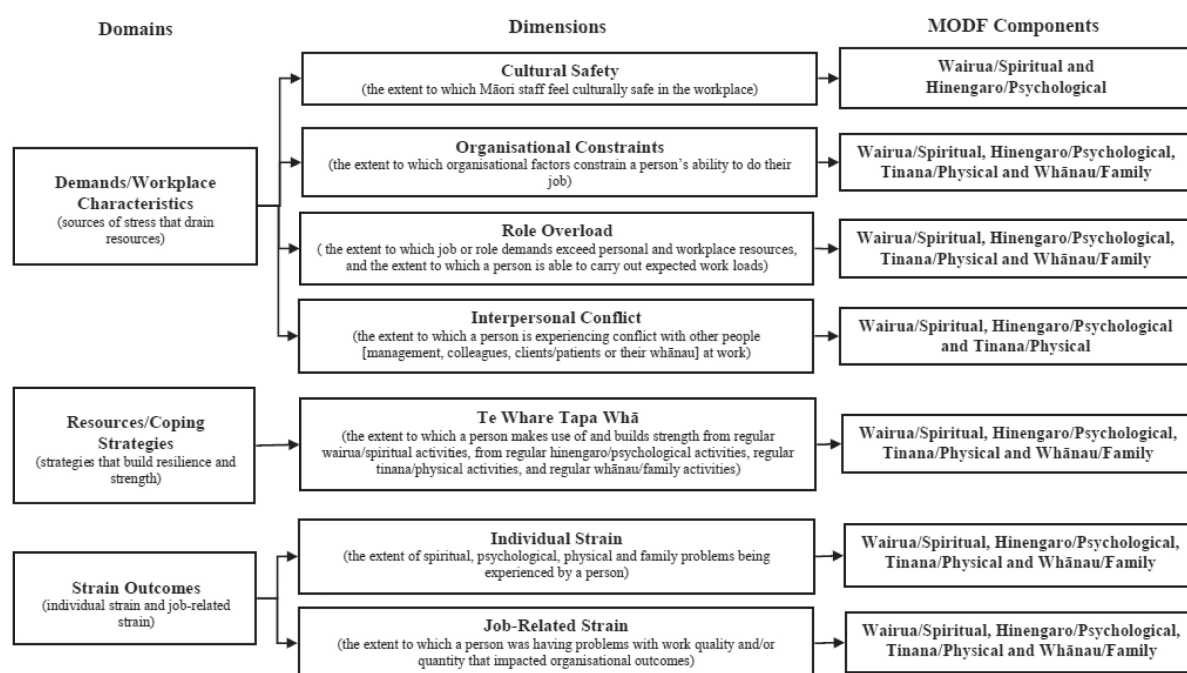 Domains
Dimensions
MODF Components
Demands/Workplace
Characteristics
(sources of stress that drain
resources)
Cultural Safety
(the extent to which Māori staff feel culturally safe in the workplace)
Wairua/Spiritual and
Hinengaro/Psychological
Organisational Constraints
(the extent to which organisational factors constrain a person's ability to do their
job)
Wairua/Spiritual, Hinengaro/Psychological,
Tinana/Physical and Whānau/Family
Role Overload
( the extent to which job or role demands exceed personal and workplace resources,
and the extent to which a person is able to carry out expected work loads)
Wairua/Spiritual, Hinengaro/Psychological,
Tinana/Physical and Whānau/Family
Interpersonal Conflict
(the extent to which a person is experiencing conflict with other people
[management, colleagues, clients/patients or their whānau] at work)
Wairua/Spiritual, Hinengaro/Psychological
and Tinana/Physical
Resources/Coping
Strategies
(strategies that build resilience and
strength)
Te Whare Tapa Whā
(the extent to which a person makes use of and builds strength from regular
wairua/spiritual activities, from regular hinengaro/psychological activities, regular
tinana/physical activities, and regular whānau/family activities)
Wairua/Spiritual, Hinengaro/Psychological,
Tinana/Physical and Whānau/Family
Strain Outcomes
(individual strain and job-related
strain)
Individual Strain
(the extent of spiritual, psychological, physical and family problems being
experienced by a person)
Wairua/Spiritual, Hinengaro/Psychological,
Tinana/Physical and Whānau/Family
Job-Related Strain
(the extent to which a person was having problems with work quality and/or
quantity that impacted organisational outcomes)
Wairua/Spiritual, Hinengaro/Psychological,
Tinana/Physical and Whānau/Family